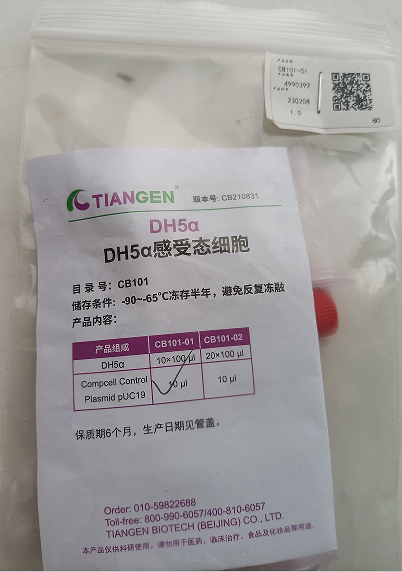 CB101-01
4990392
230208
1.0
60
TIANGEN®
版本号: CB210831
DH5α
DH5α感受态细胞
目 录 号: CB101
储存条件: -90~-65℃冻存半年，避免反复冻融
产品内容:
产品组成 CB101-01 CB101-02
DH5α 10×100 μl 20×100 μl
Compcell Control
Plasmid pUC19 10 μl 10 μl
保质期6个月，生产日期见管盖。
Order: 010-59822688
Toll-free: 800-990-6057/400-810-6057
TIANGEN BIOTECH (BEIJING) CO., LTD.
本产品仅供科研使用。请勿用于医药、临床治疗、食品及化妆品等用途。